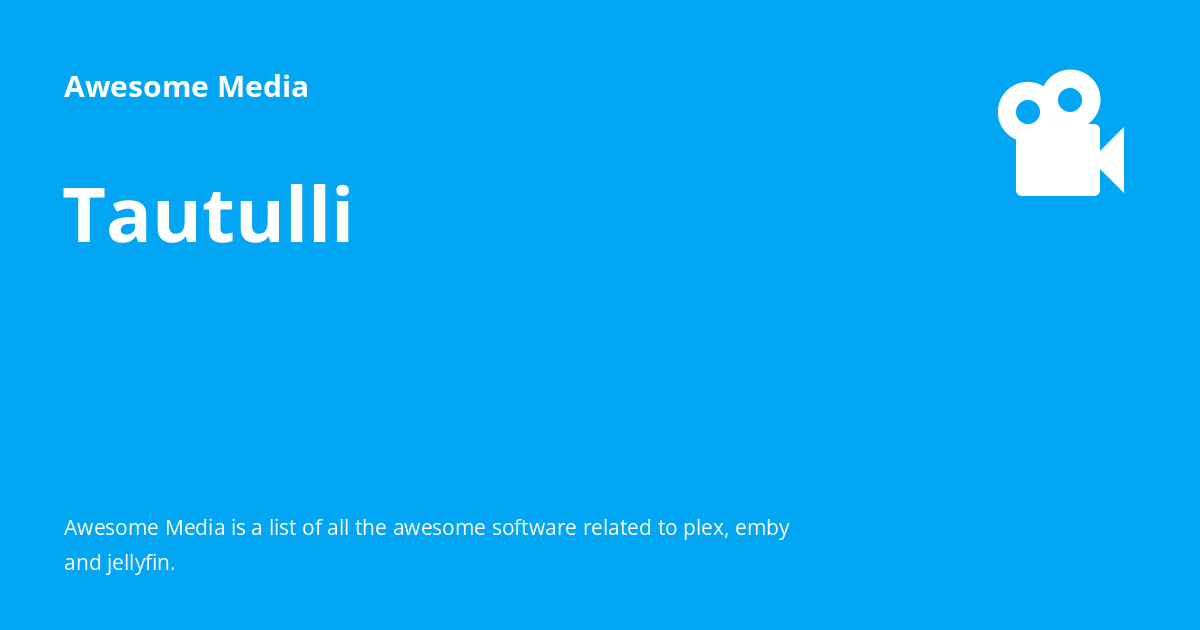 Awesome Media
Tautulli
Awesome Media is a list of all the awesome software related to plex, emby
and jellyfin.